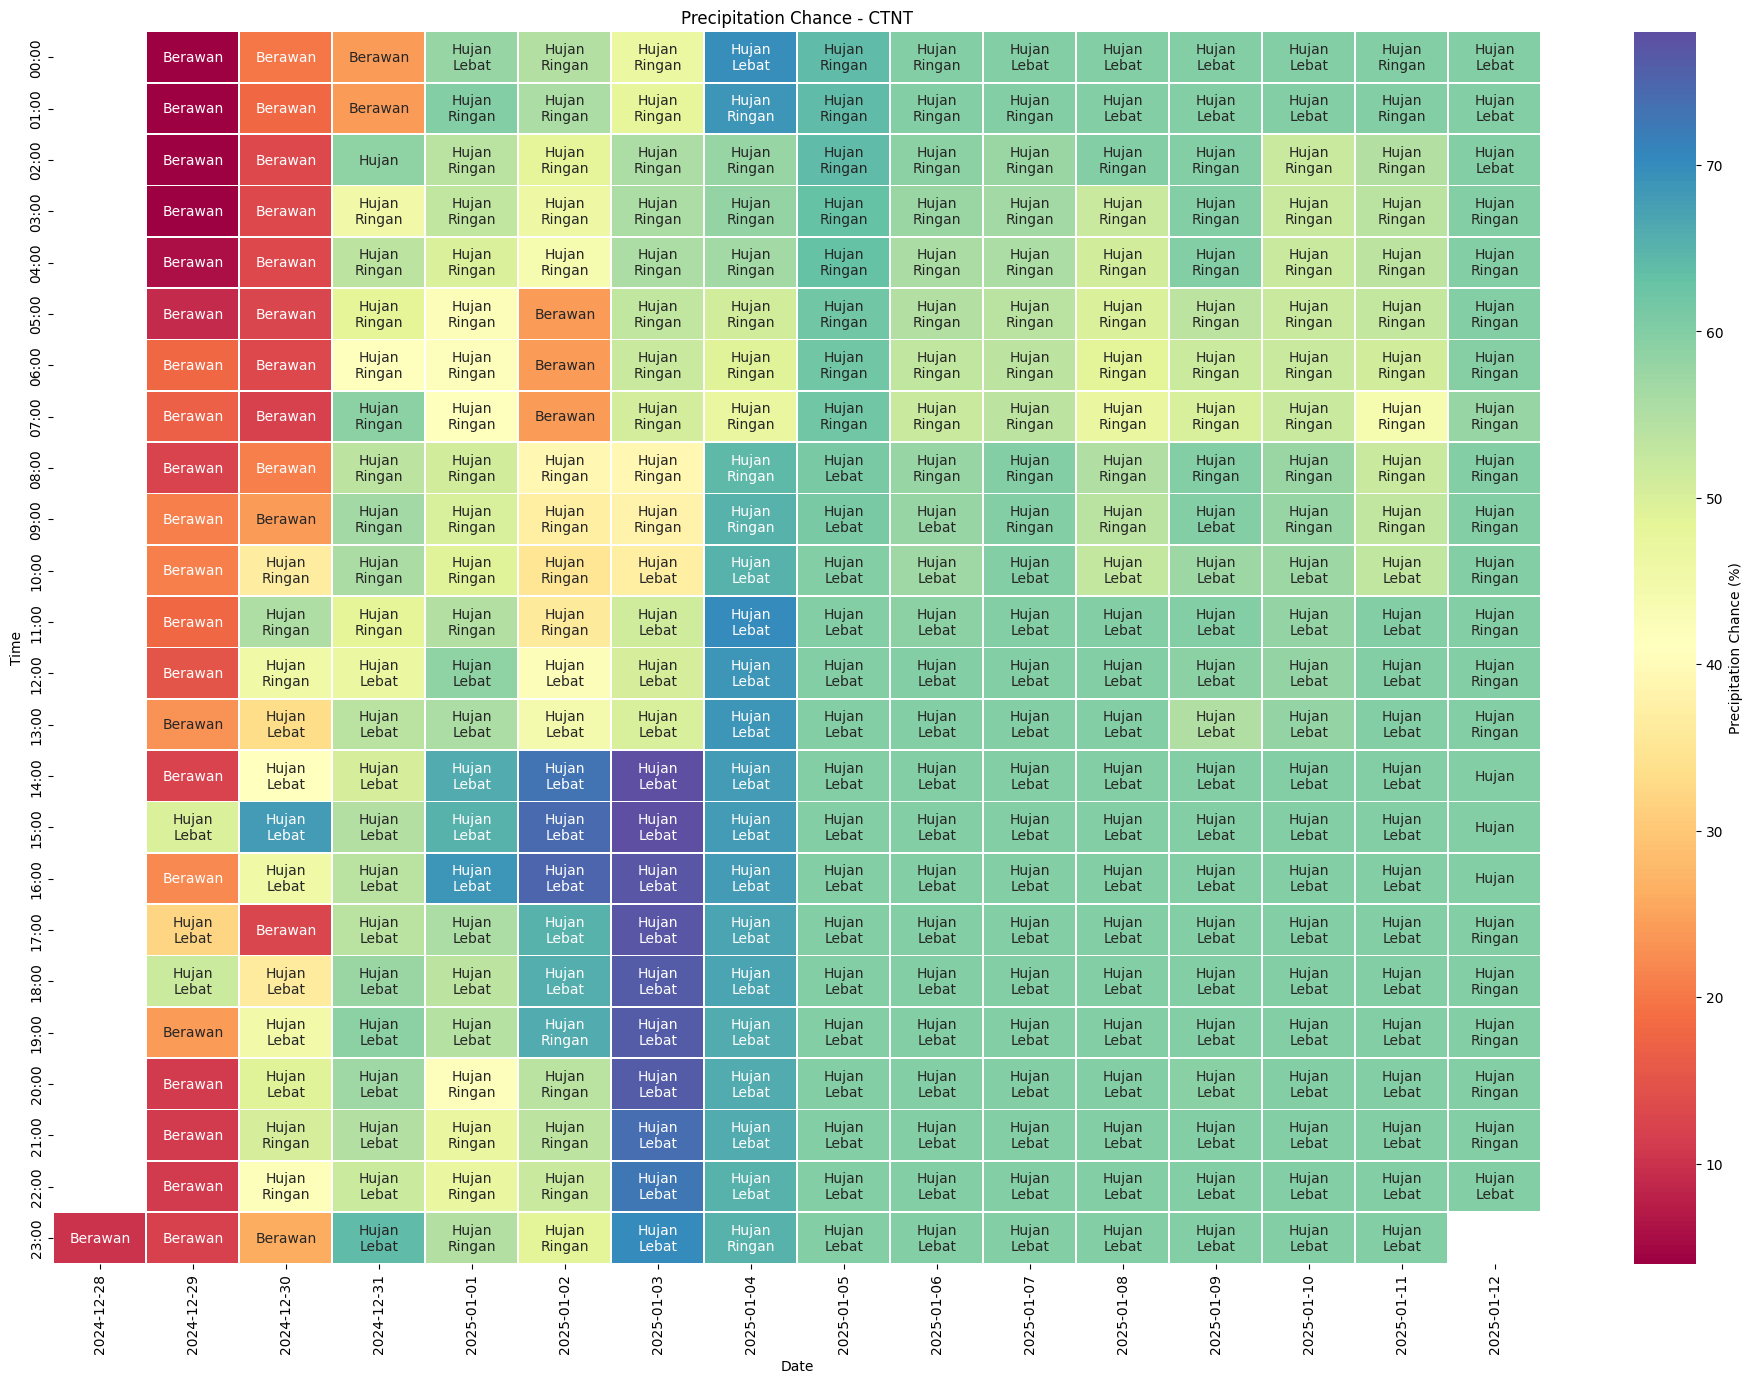 Precipitation Chance - CTNT
00:00 Berawan Berawan Berawan Hujan Lebat Hujan Ringan Hujan Ringan Hujan Lebat Hujan Ringan Hujan Ringan Hujan Lebat Hujan Lebat Hujan Lebat Hujan Lebat Hujan Ringan Hujan Lebat
01:00 Berawan Berawan Berawan Hujan Ringan Hujan Ringan Hujan Ringan Hujan Ringan Hujan Ringan Hujan Ringan Hujan Ringan Hujan Lebat Hujan Lebat Hujan Lebat Hujan Ringan Hujan Lebat
02:00 Berawan Berawan Hujan Hujan Ringan Hujan Ringan Hujan Ringan Hujan Ringan Hujan Ringan Hujan Ringan Hujan Ringan Hujan Ringan Hujan Ringan Hujan Ringan Hujan Ringan Hujan Lebat
03:00 Berawan Berawan Hujan Ringan Hujan Ringan Hujan Ringan Hujan Ringan Hujan Ringan Hujan Ringan Hujan Ringan Hujan Ringan Hujan Ringan Hujan Ringan Hujan Ringan Hujan Ringan Hujan Ringan
04:00 Berawan Berawan Hujan Ringan Hujan Ringan Hujan Ringan Hujan Ringan Hujan Ringan Hujan Ringan Hujan Ringan Hujan Ringan Hujan Ringan Hujan Ringan Hujan Ringan Hujan Ringan Hujan Ringan
05:00 Berawan Berawan Hujan Ringan Hujan Ringan Berawan Hujan Ringan Hujan Ringan Hujan Ringan Hujan Ringan Hujan Ringan Hujan Ringan Hujan Ringan Hujan Ringan Hujan Ringan Hujan Ringan
06:00 Berawan Berawan Hujan Ringan Hujan Ringan Berawan Hujan Ringan Hujan Ringan Hujan Ringan Hujan Ringan Hujan Ringan Hujan Ringan Hujan Ringan Hujan Ringan Hujan Ringan Hujan Ringan
07:00 Berawan Berawan Hujan Ringan Hujan Ringan Berawan Hujan Ringan Hujan Ringan Hujan Ringan Hujan Ringan Hujan Ringan Hujan Ringan Hujan Ringan Hujan Ringan Hujan Ringan Hujan Ringan
08:00 Berawan Berawan Hujan Ringan Hujan Ringan Hujan Ringan Hujan Ringan Hujan Ringan Hujan Lebat Hujan Ringan Hujan Ringan Hujan Ringan Hujan Ringan Hujan Ringan Hujan Ringan Hujan Ringan
09:00 Berawan Berawan Hujan Ringan Hujan Ringan Hujan Ringan Hujan Ringan Hujan Ringan Hujan Lebat Hujan Lebat Hujan Ringan Hujan Ringan Hujan Lebat Hujan Ringan Hujan Ringan Hujan Ringan
10:00 Berawan Hujan Ringan Hujan Ringan Hujan Ringan Hujan Ringan Hujan Lebat Hujan Lebat Hujan Lebat Hujan Lebat Hujan Lebat Hujan Lebat Hujan Lebat Hujan Lebat Hujan Lebat Hujan Ringan
11:00 Berawan Hujan Ringan Hujan Ringan Hujan Ringan Hujan Ringan Hujan Lebat Hujan Lebat Hujan Lebat Hujan Lebat Hujan Lebat Hujan Lebat Hujan Lebat Hujan Lebat Hujan Lebat Hujan Ringan
12:00 Berawan Hujan Ringan Hujan Lebat Hujan Lebat Hujan Lebat Hujan Lebat Hujan Lebat Hujan Lebat Hujan Lebat Hujan Lebat Hujan Lebat Hujan Lebat Hujan Lebat Hujan Lebat Hujan Ringan
13:00 Berawan Hujan Lebat Hujan Lebat Hujan Lebat Hujan Lebat Hujan Lebat Hujan Lebat Hujan Lebat Hujan Lebat Hujan Lebat Hujan Lebat Hujan Lebat Hujan Lebat Hujan Lebat Hujan Ringan
14:00 Berawan Hujan Lebat Hujan Lebat Hujan Lebat Hujan Lebat Hujan Lebat Hujan Lebat Hujan Lebat Hujan Lebat Hujan Lebat Hujan Lebat Hujan Lebat Hujan Lebat Hujan Lebat Hujan
15:00 Hujan Lebat Hujan Lebat Hujan Lebat Hujan Lebat Hujan Lebat Hujan Lebat Hujan Lebat Hujan Lebat Hujan Lebat Hujan Lebat Hujan Lebat Hujan Lebat Hujan Lebat Hujan Lebat Hujan
16:00 Berawan Hujan Lebat Hujan Lebat Hujan Lebat Hujan Lebat Hujan Lebat Hujan Lebat Hujan Lebat Hujan Lebat Hujan Lebat Hujan Lebat Hujan Lebat Hujan Lebat Hujan Lebat Hujan
17:00 Hujan Lebat Berawan Hujan Lebat Hujan Lebat Hujan Lebat Hujan Lebat Hujan Lebat Hujan Lebat Hujan Lebat Hujan Lebat Hujan Lebat Hujan Lebat Hujan Lebat Hujan Lebat Hujan Ringan
18:00 Hujan Lebat Hujan Lebat Hujan Lebat Hujan Lebat Hujan Lebat Hujan Lebat Hujan Lebat Hujan Lebat Hujan Lebat Hujan Lebat Hujan Lebat Hujan Lebat Hujan Lebat Hujan Lebat Hujan Ringan
19:00 Berawan Hujan Lebat Hujan Lebat Hujan Lebat Hujan Ringan Hujan Lebat Hujan Lebat Hujan Lebat Hujan Lebat Hujan Lebat Hujan Lebat Hujan Lebat Hujan Lebat Hujan Lebat Hujan Ringan
20:00 Berawan Hujan Lebat Hujan Lebat Hujan Ringan Hujan Ringan Hujan Lebat Hujan Lebat Hujan Lebat Hujan Lebat Hujan Lebat Hujan Lebat Hujan Lebat Hujan Lebat Hujan Lebat Hujan Ringan
21:00 Berawan Hujan Ringan Hujan Lebat Hujan Ringan Hujan Ringan Hujan Lebat Hujan Lebat Hujan Lebat Hujan Lebat Hujan Lebat Hujan Lebat Hujan Lebat Hujan Lebat Hujan Lebat Hujan Ringan
22:00 Berawan Hujan Ringan Hujan Lebat Hujan Ringan Hujan Ringan Hujan Lebat Hujan Lebat Hujan Lebat Hujan Lebat Hujan Lebat Hujan Lebat Hujan Lebat Hujan Lebat Hujan Lebat Hujan Lebat
23:00 Berawan Berawan Berawan Hujan Lebat Hujan Ringan Hujan Ringan Hujan Lebat Hujan Ringan Hujan Lebat Hujan Lebat Hujan Lebat Hujan Lebat Hujan Lebat Hujan Lebat Hujan Lebat
Time
2024-12-28 2024-12-29 2024-12-30 2024-12-31 2025-01-01 2025-01-02 2025-01-03 2025-01-04 2025-01-05 2025-01-06 2025-01-07 2025-01-08 2025-01-09 2025-01-10 2025-01-11 2025-01-12
Date
70
60
50
40
30
20
10
Precipitation Chance (%)